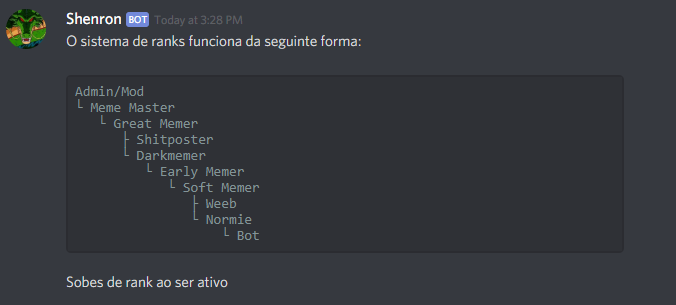 Shenron BOT Today at 3:28 PM
O sistema de ranks funciona da seguinte forma:
Admin/Mod
└ Meme Master
   └ Great Memer
      ├ Shitposter
      └ Darkmemer
         └ Early Memer
            └ Soft Memer
               ├ Weeb
               └ Normie
                   └ Bot
Sobes de rank ao ser ativo